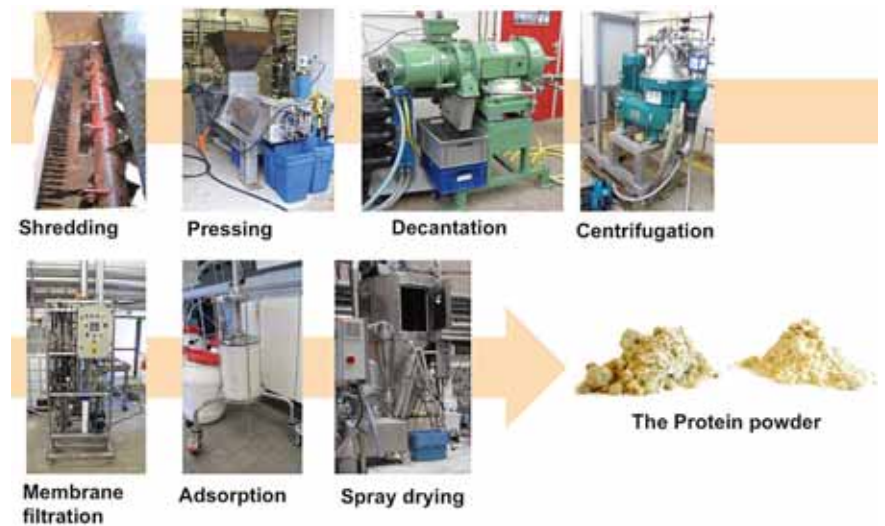 Shredding
Pressing
Decantation
Centrifugation
Membrane
filtration
Adsorption
Spray drying
The Protein powder